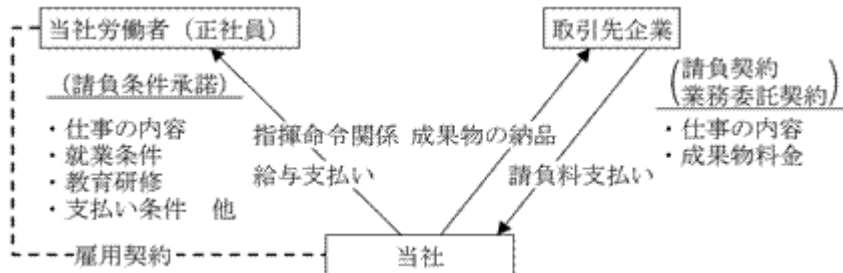 当社労働者（正社員）
取引先企業
（請負条件承諾）
・仕事の内容
・就業条件
・教育研修
・支払い条件　他
指揮命令関係
給与支払い
成果物の納品
請負料支払い
（請負契約
業務委託契約）
・仕事の内容
・成果物料金
雇用契約
当社